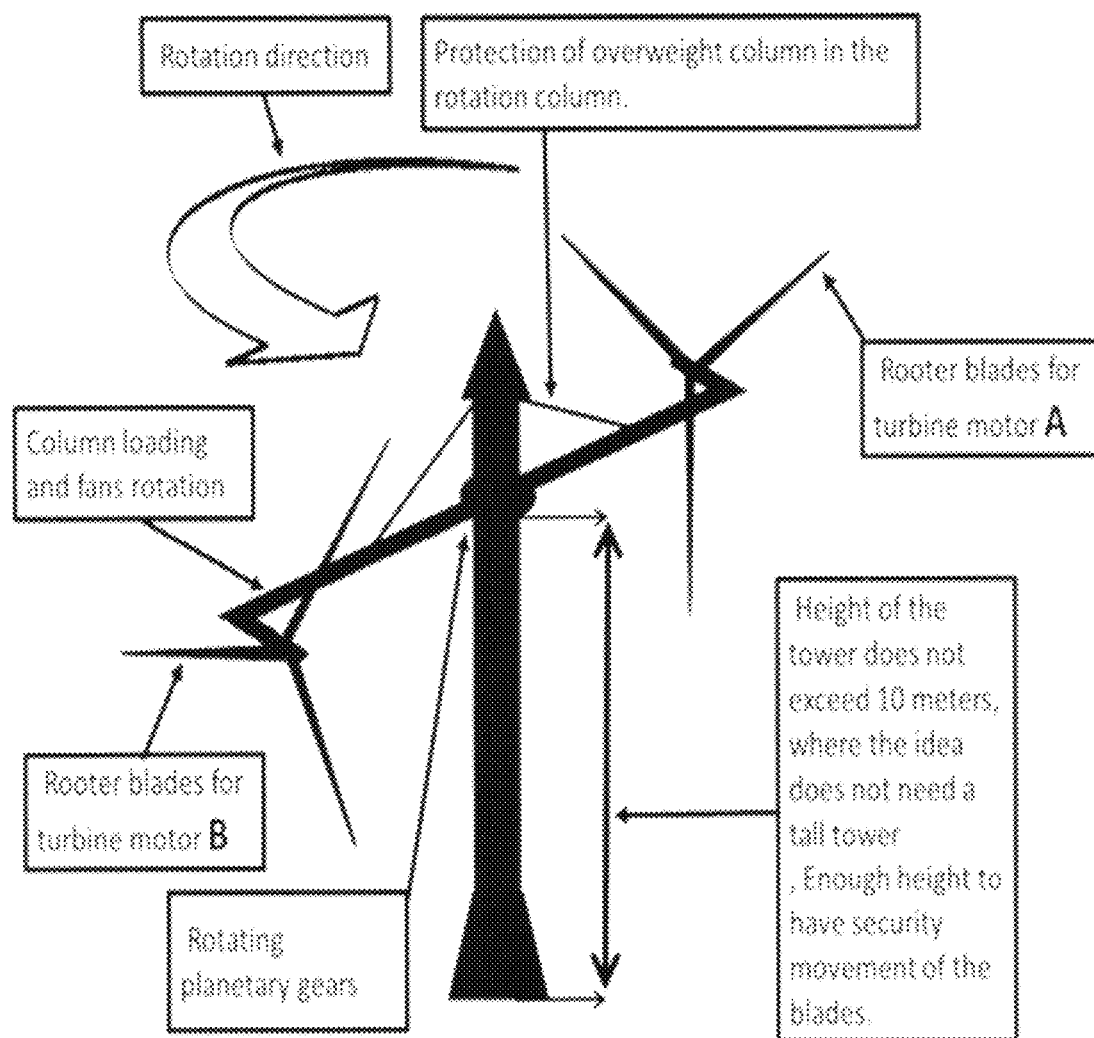 Rotation direction
Protection of overweight column in the
rotation column.
Rooter blades for
turbine motor A
Column loading
and fans rotation
Height of the
tower does not
exceed 10 meters,
where the idea
does not need a
tall tower
, Enough height to
have security
movement of the
blades.
Rooter blades for
turbine motor B
Rotating
planetary gears